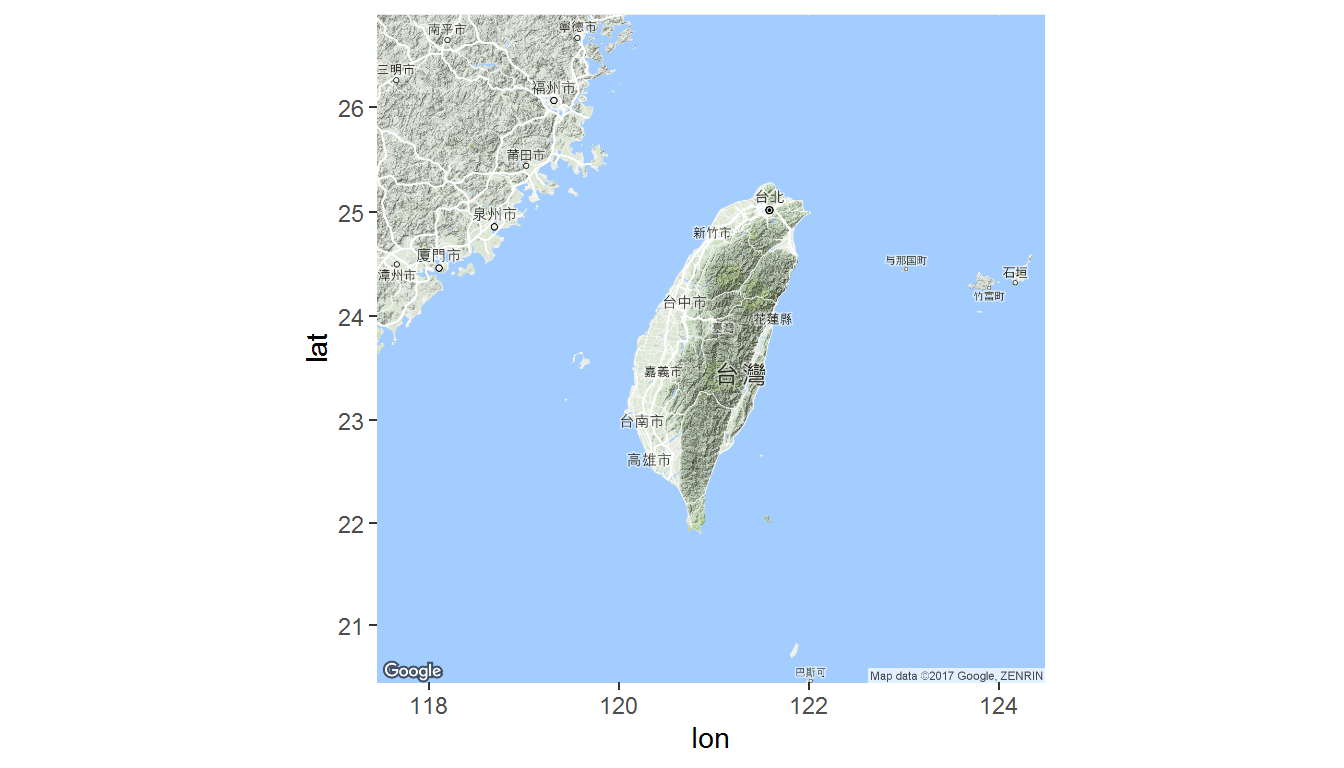 南平市
寧德市
三明市
福州市
莆田市
泉州市
廈門市
漳州市
台北
新竹市
台中市
臺灣
花蓮縣
嘉義市
台灣
台南市
高雄市
与那国町
石垣
竹富町
巴斯可
Google
Map data ©2017 Google, ZENRIN
26
25
24
23
22
21
lat
118
120
122
124
lon